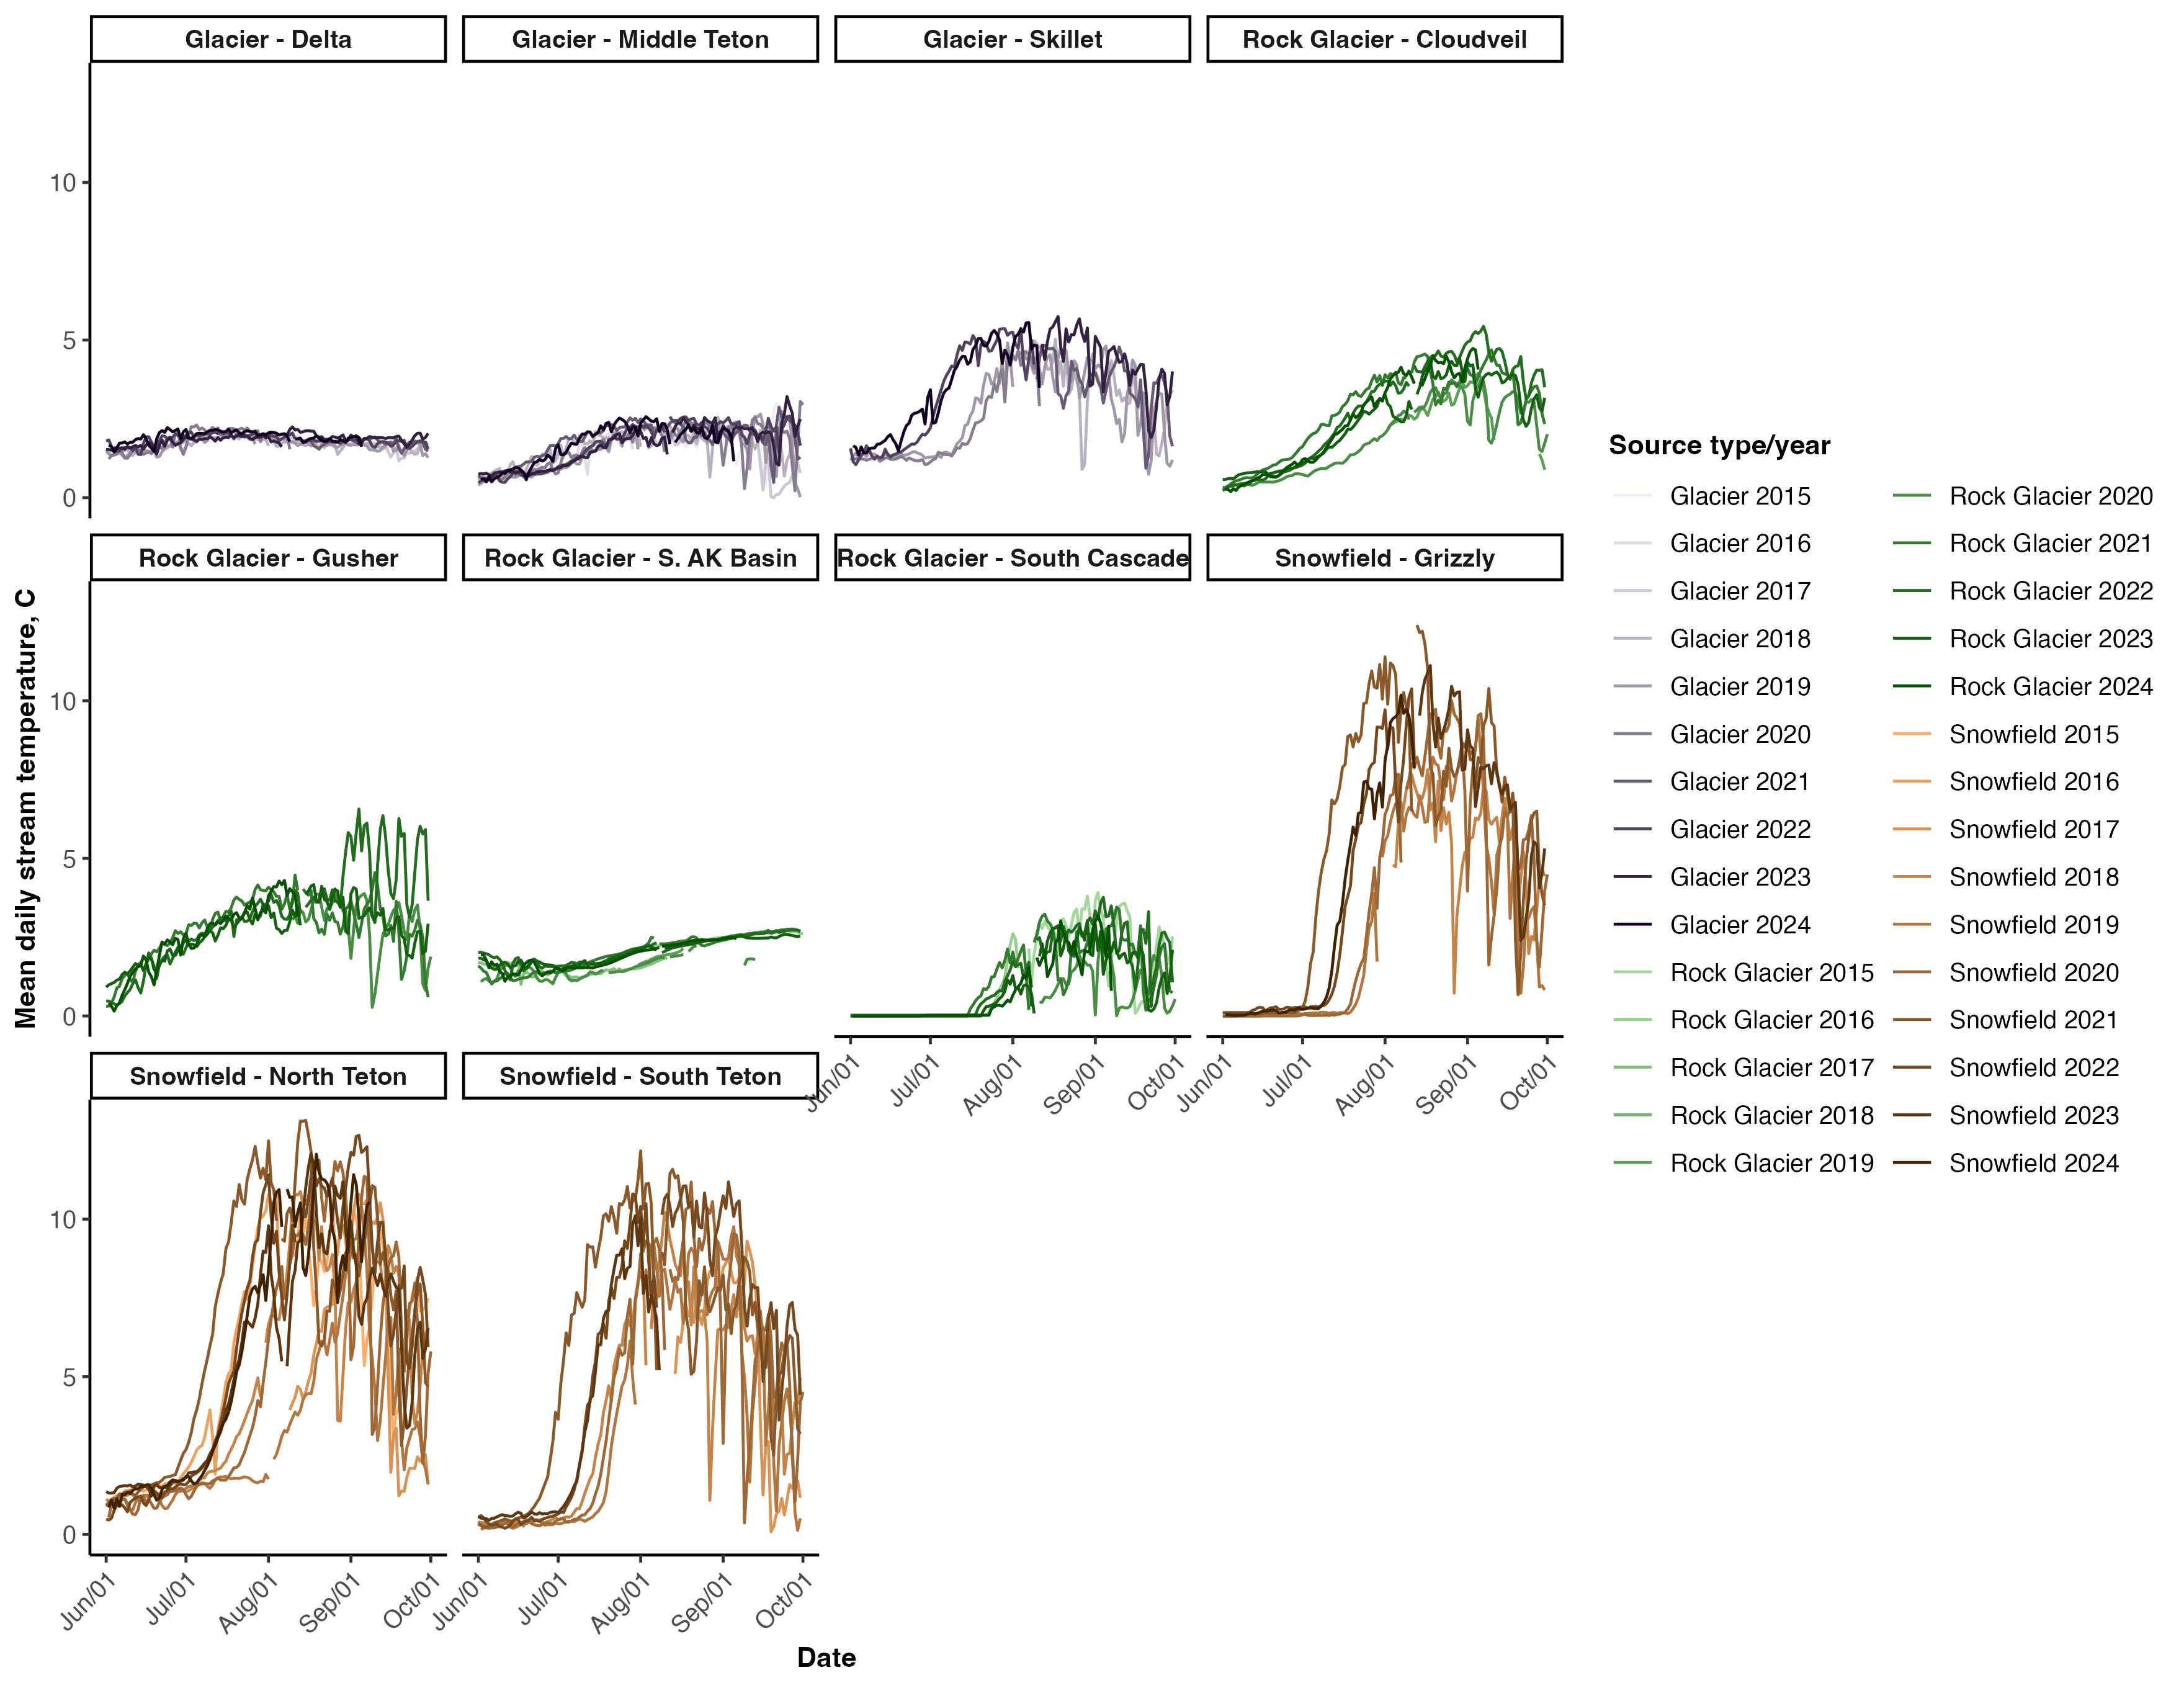 Glacier - Delta
Glacier - Middle Teton
Glacier - Skillet
Rock Glacier - Cloudveil
10
5
0
Rock Glacier - Gusher
Rock Glacier - S. AK Basin
Rock Glacier - South Cascade
Snowfield - Grizzly
10
5
0
Jun/01
Jul/01
Aug/01
Sep/01
Oct/01
Jun/01
Jul/01
Aug/01
Sep/01
Oct/01
Snowfield - North Teton
Snowfield - South Teton
10
5
0
Jun/01
Jul/01
Aug/01
Sep/01
Oct/01
Jun/01
Jul/01
Aug/01
Sep/01
Oct/01
Mean daily stream temperature, C
Date
Source type/year
Glacier 2015
Glacier 2016
Glacier 2017
Glacier 2018
Glacier 2019
Glacier 2020
Glacier 2021
Glacier 2022
Glacier 2023
Glacier 2024
Rock Glacier 2015
Rock Glacier 2016
Rock Glacier 2017
Rock Glacier 2018
Rock Glacier 2019
Rock Glacier 2020
Rock Glacier 2021
Rock Glacier 2022
Rock Glacier 2023
Rock Glacier 2024
Snowfield 2015
Snowfield 2016
Snowfield 2017
Snowfield 2018
Snowfield 2019
Snowfield 2020
Snowfield 2021
Snowfield 2022
Snowfield 2023
Snowfield 2024